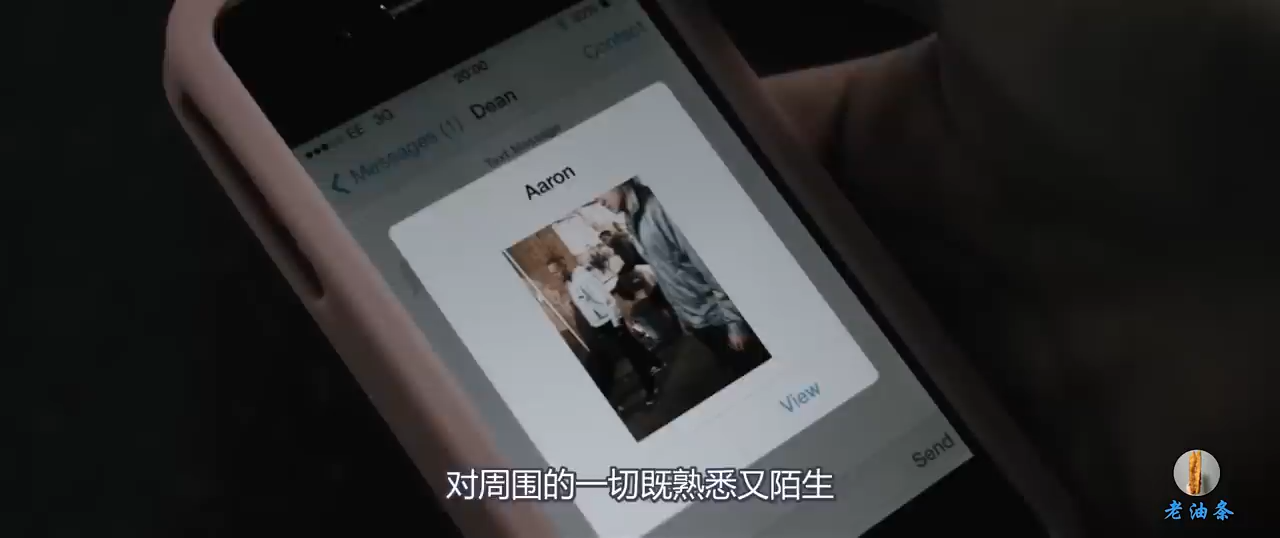 EE 3G
20:00
Contact
Messages (1)
Dean
Text Message
Aaron
View
Send
对周围的一切既熟悉又陌生
老油条